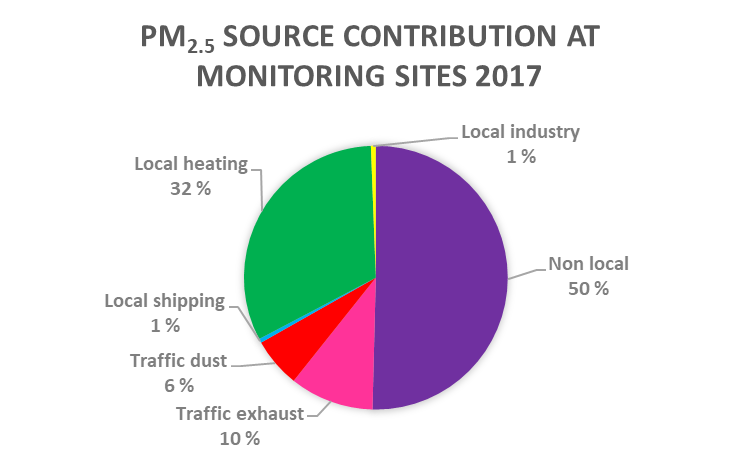 PM2.5 SOURCE CONTRIBUTION AT
MONITORING SITES 2017
Local industry
1 %
Local heating
32 %
Non local
50 %
Local shipping
1 %
Traffic dust
6 %
Traffic exhaust
10 %